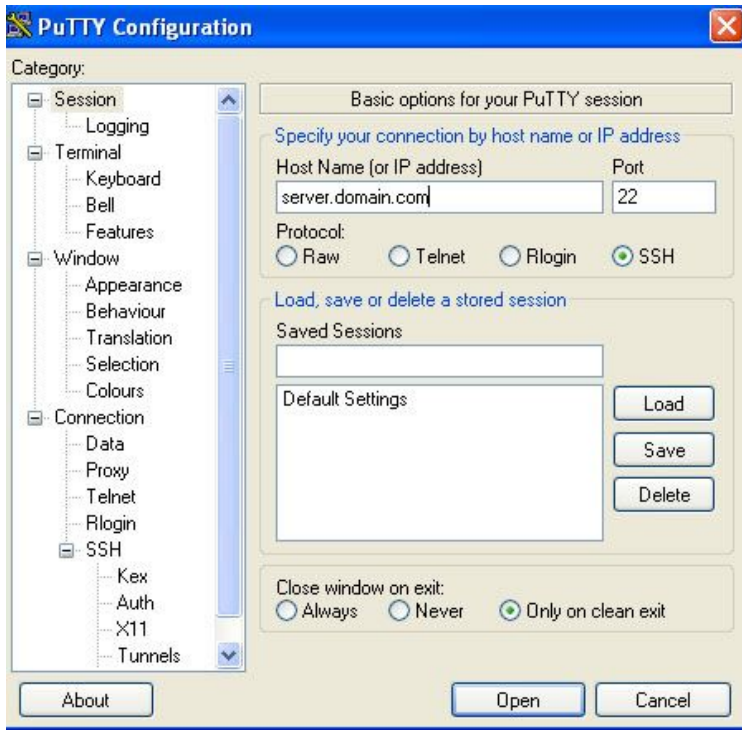 PuTTY Configuration
Category:
Session
Logging
Terminal
Keyboard
Bell
Features
Window
Appearance
Behaviour
Translation
Selection
Colours
Connection
Data
Proxy
Telnet
Rlogin
SSH
Kex
Auth
X11
Tunnels
Basic options for your PuTTY session
Specify your connection by host name or IP address
Host Name (or IP address) Port
server.domain.com 22
Protocol:
Raw Telnet Rlogin SSH
Load, save or delete a stored session
Saved Sessions
Default Settings
Load
Save
Delete
Close window on exit:
Always Never Only on clean exit
About Open Cancel